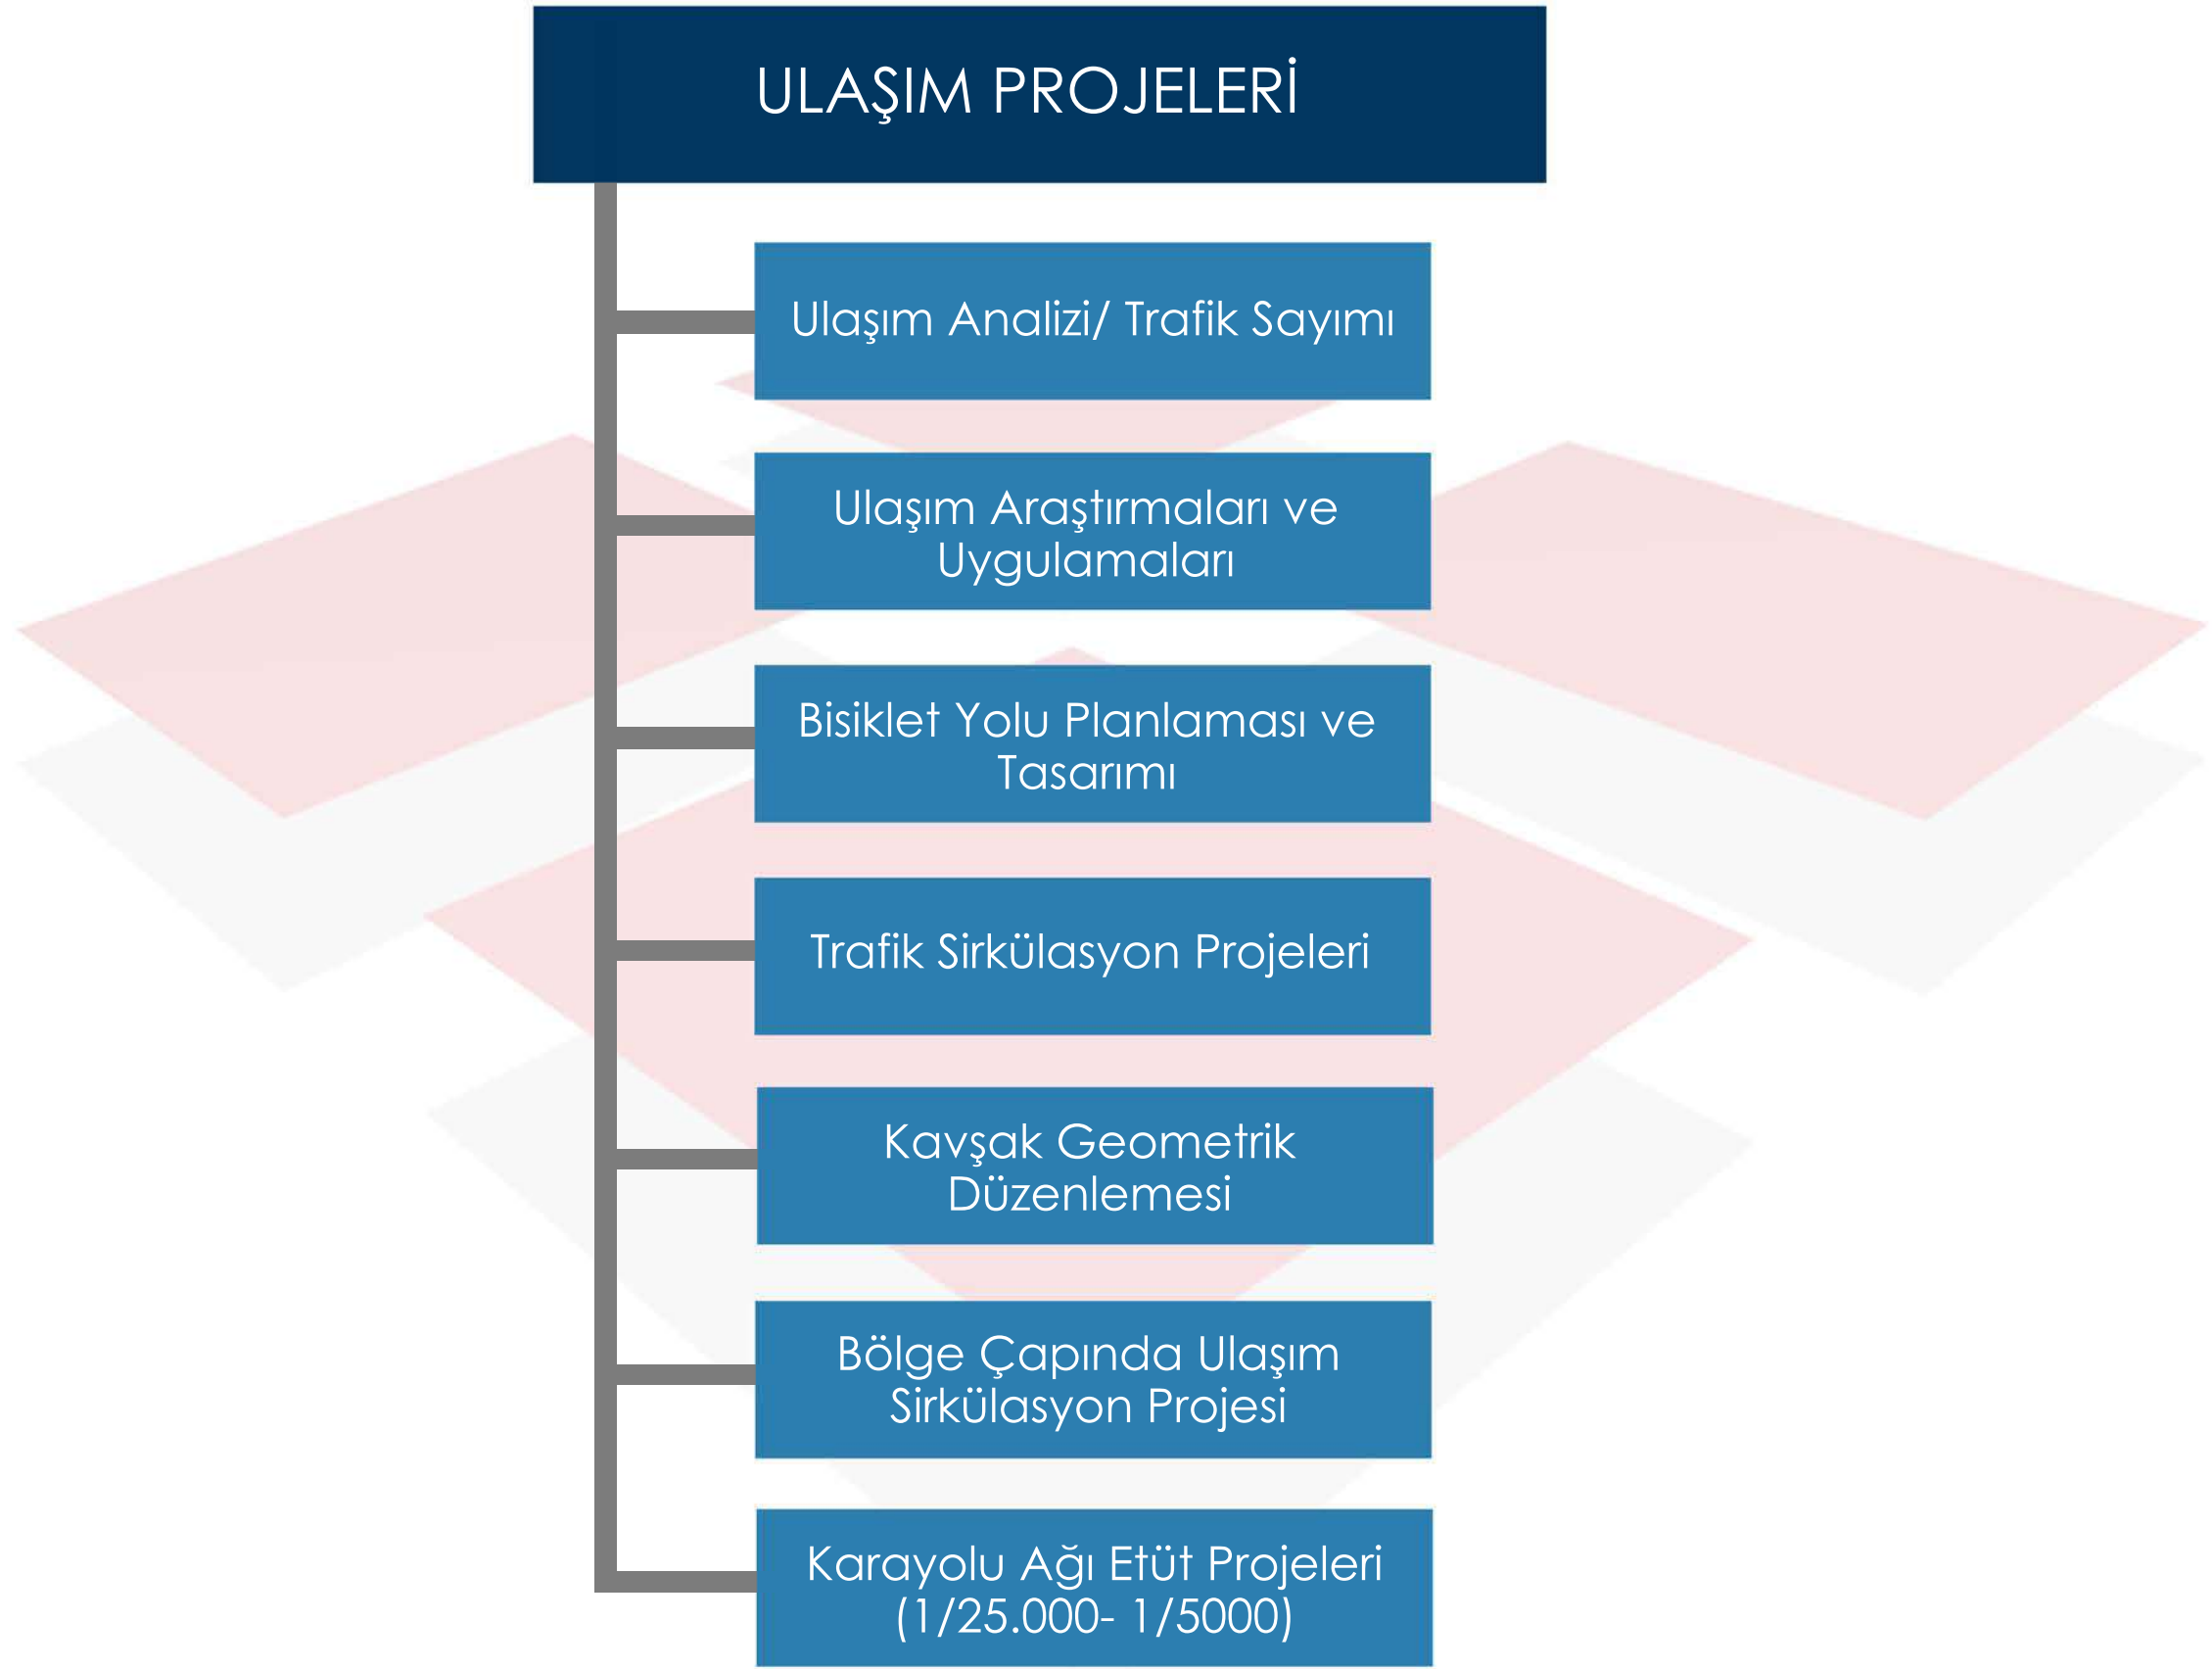 ULAŞIM PROJELERİ
Ulaşım Analizi/ Trafik Sayımı
Ulaşım Araştırmaları ve
Uygulamaları
Bisiklet Yolu Planlaması ve
Tasarımı
Trafik Sirkülasyon Projeleri
Kavşak Geometrik
Düzenlemesi
Bölge Çapında Ulaşım
Sirkülasyon Projesi
Karayolu Ağı Etüt Projeleri
(1/25.000- 1/5000)